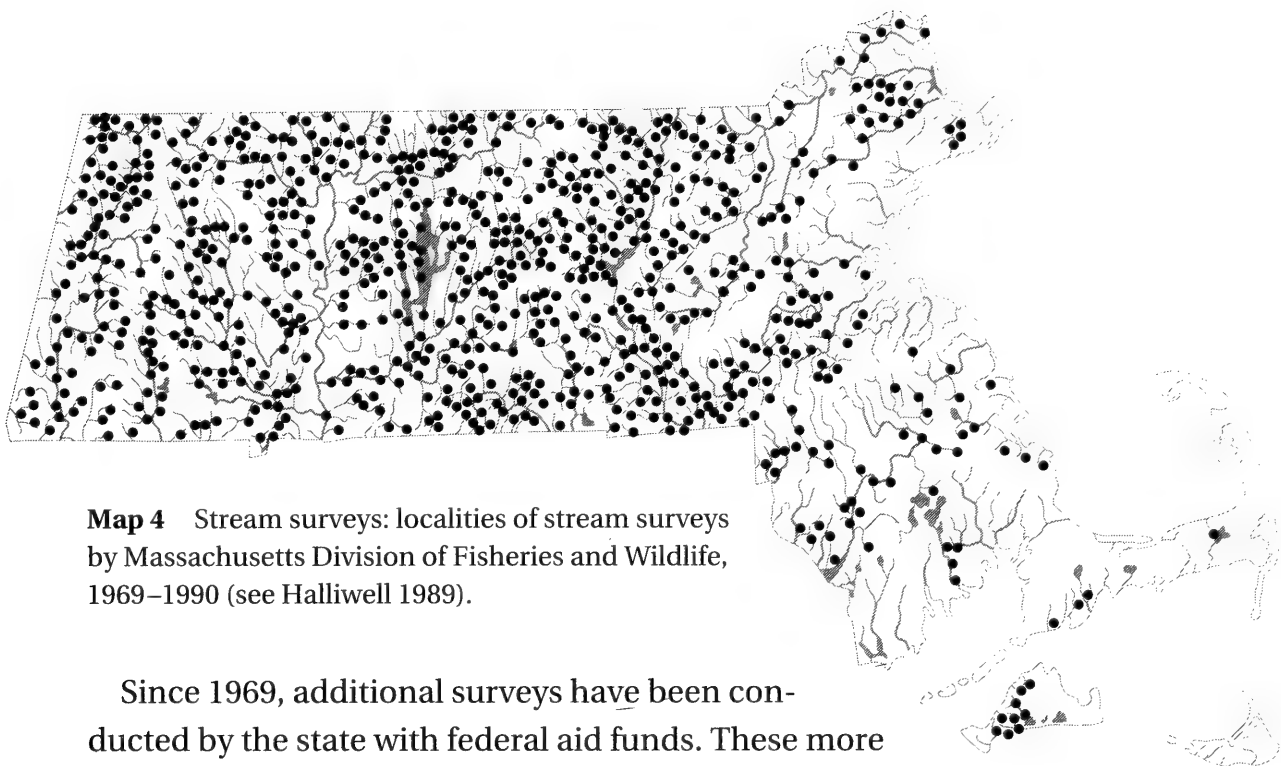 Map 4 Stream surveys: localities of stream surveys
by Massachusetts Division of Fisheries and Wildlife,
1969–1990 (see Halliwell 1989).
Since 1969, additional surveys have been con-
ducted by the state with federal aid funds. These more